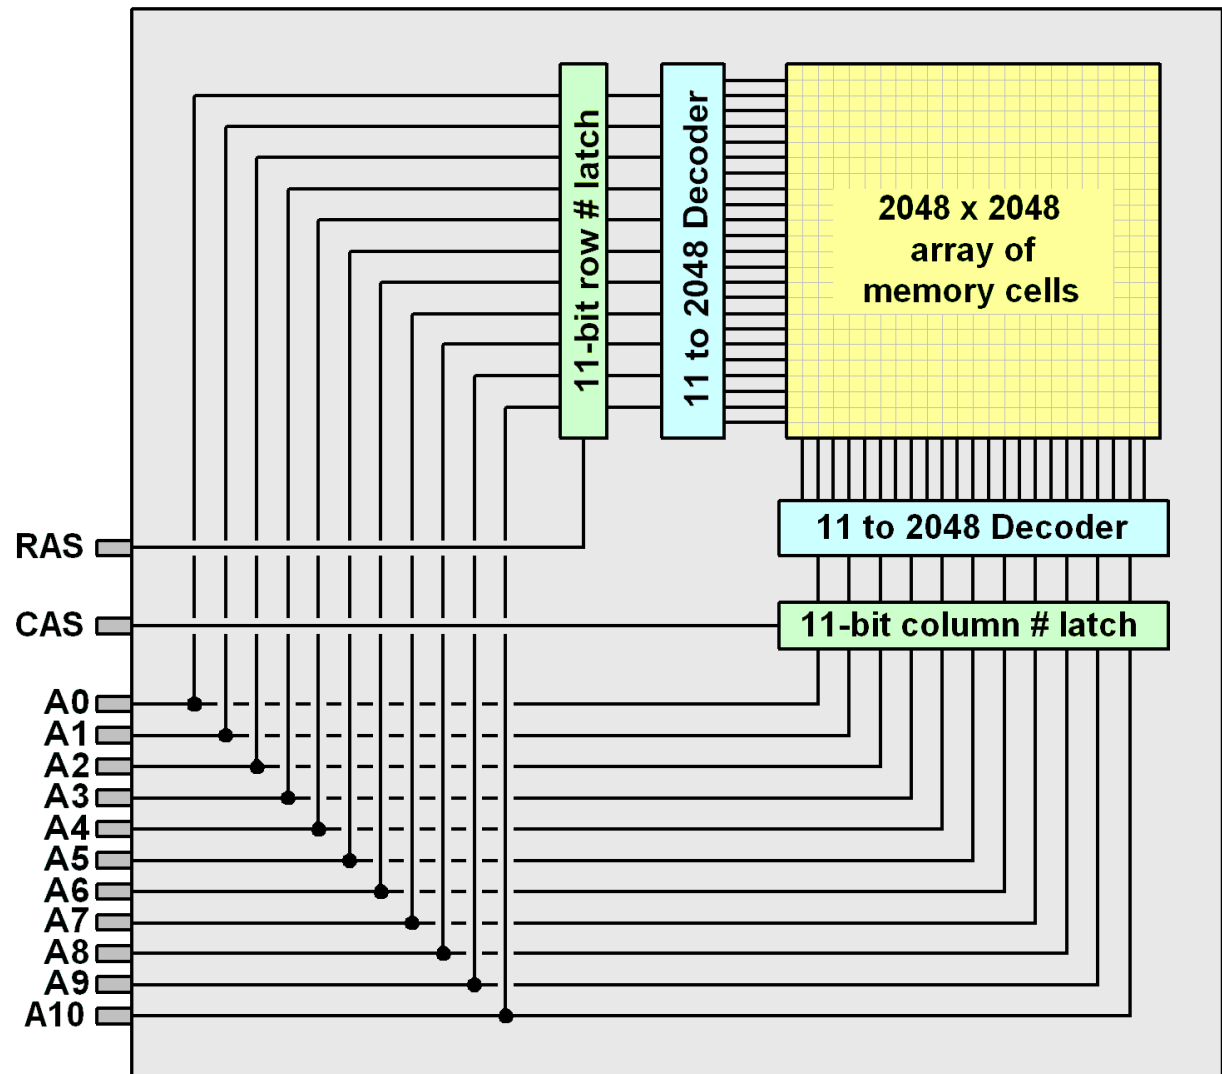 11-bit row # latch
11 to 2048 Decoder
2048 x 2048
array of
memory cells
RAS
11 to 2048 Decoder
CAS
11-bit column # latch
A0
A1
A2
A3
A4
A5
A6
A7
A8
A9
A10